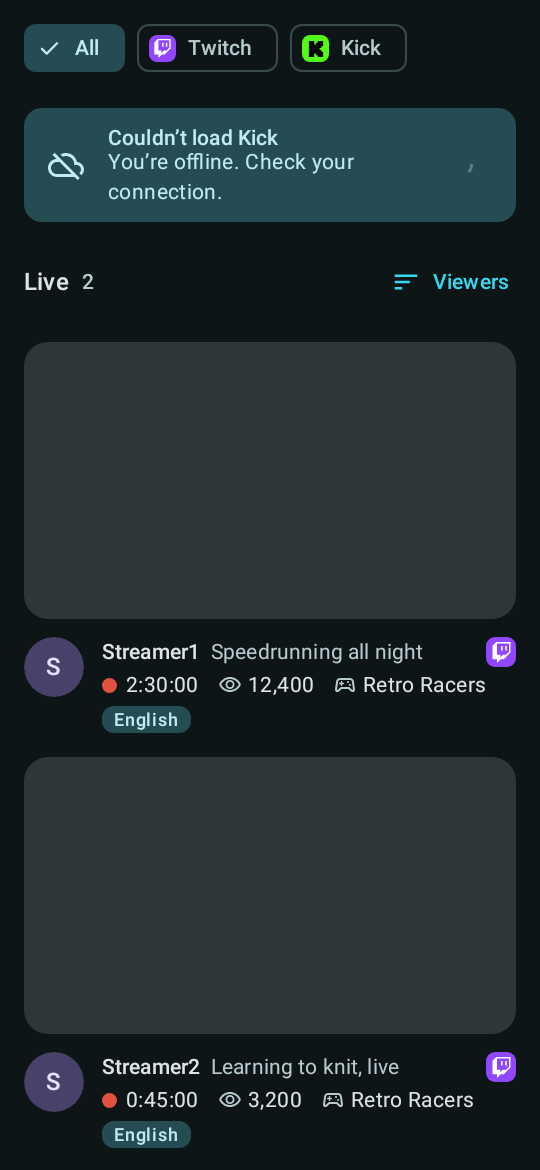 All
Twitch
Kick
Couldn’t load Kick
You’re offline. Check your
connection.
Live 2
Viewers
S
Streamer1 Speedrunning all night
2:30:00 12,400 Retro Racers
English
S
Streamer2 Learning to knit, live
0:45:00 3,200 Retro Racers
English